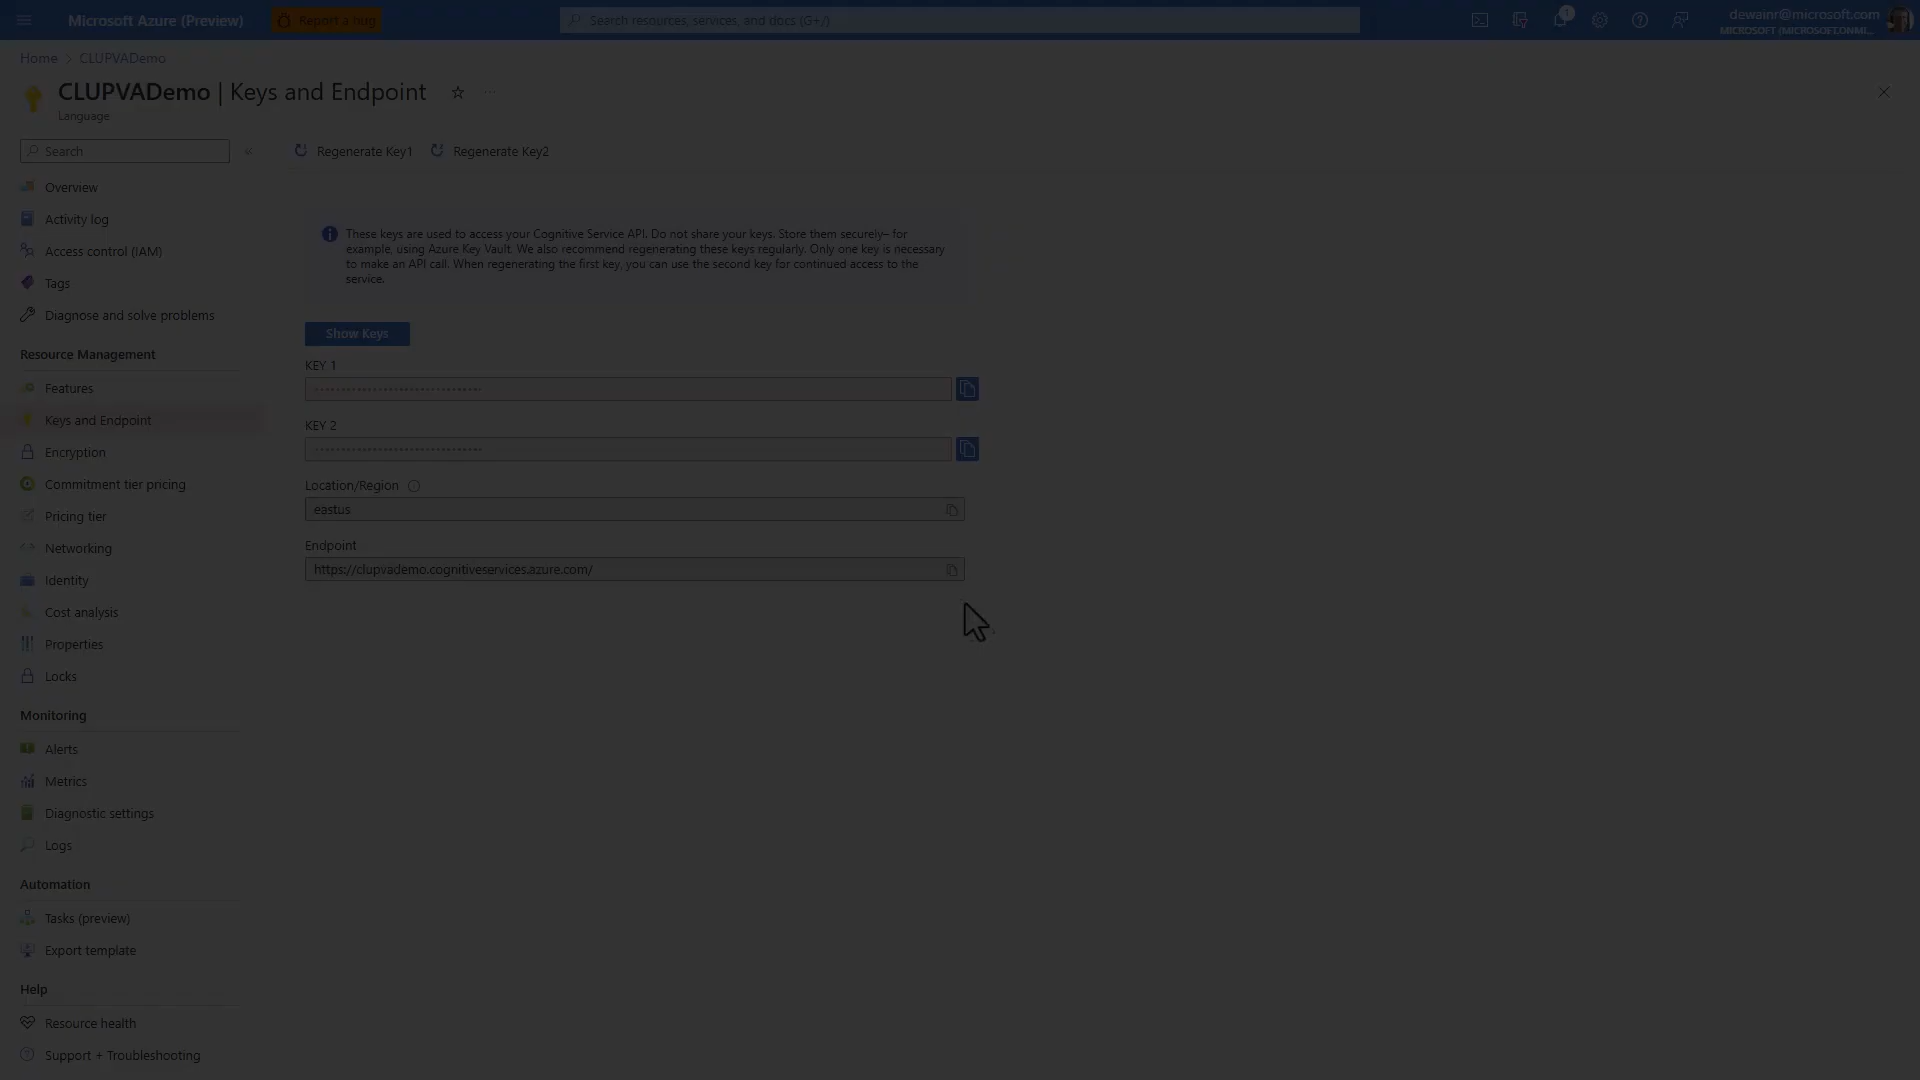 Microsoft Azure (Preview)
Report a bug
Search resources, services, and docs (G+/)
1
dewainr@microsoft.com
MICROSOFT (MICROSOFT.ONMI...
Home > CLUPVADemo
CLUPVADemo | Keys and Endpoint
Language
Search
Regenerate Key1
Regenerate Key2
Overview
Activity log
Access control (IAM)
Tags
Diagnose and solve problems
Resource Management
Features
Keys and Endpoint
Encryption
Commitment tier pricing
Pricing tier
Networking
Identity
Cost analysis
Properties
Locks
Monitoring
Alerts
Metrics
Diagnostic settings
Logs
Automation
Tasks (preview)
Export template
Help
Resource health
Support + Troubleshooting
These keys are used to access your Cognitive Service API. Do not share your keys. Store them securely– for
example, using Azure Key Vault. We also recommend regenerating these keys regularly. Only one key is necessary
to make an API call. When regenerating the first key, you can use the second key for continued access to the
service.
Show Keys
KEY 1
KEY 2
Location/Region
eastus
Endpoint
https://clupvademo.cognitiveservices.azure.com/